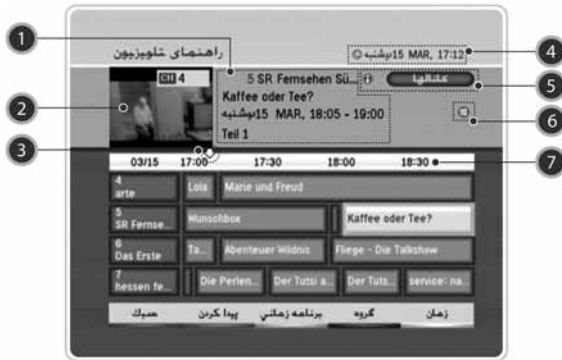 راهنمای تلویزیون
دوشنبه 15 MAR, 17:12
CH 4
5 SR Fernsehen Sü...
کانالها
Kaffee oder Tee?
دوشنبه 15 MAR, 18:05 - 19:00
Teil 1
03/15 17:00 17:30 18:00 18:30
4
arte
Lola
Marie und Freud
5
SR Fernse...
Wunschbox
Kaffee oder Tee?
6
Das Erste
Ta...
Abenteuer Wildnis
Fliege - Die Talkshow
7
hessen fe...
Die Perlen...
Der Tutsi a...
Der Tuts...
service: na...
سبک
پیدا کردن
برنامه زمانی
گروه
زمان
1
2
3
4
5
6
7